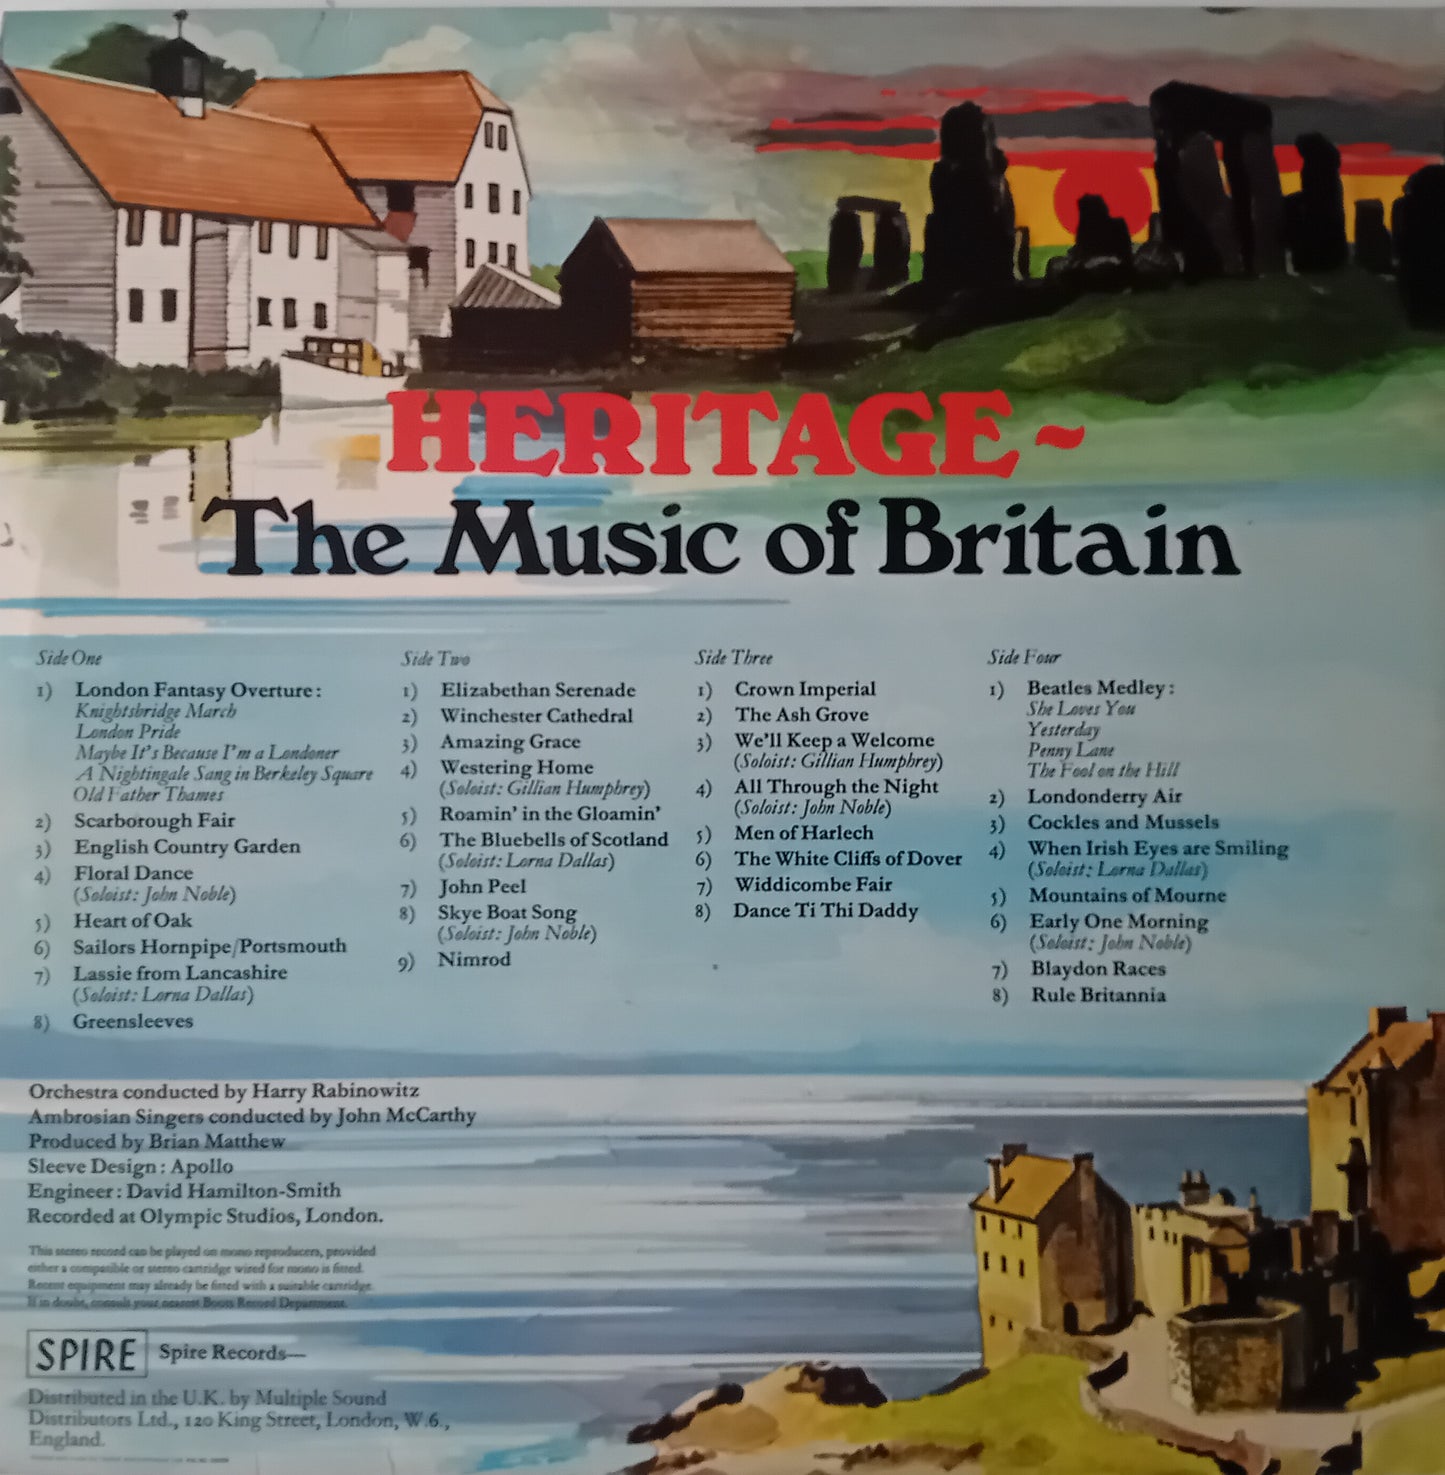 HERITAGE ~
The Music of Britain
Side One
1) London Fantasy Overture:
Knightsbridge March
London Pride
Maybe It's Because I'm a Londoner
A Nightingale Sang in Berkeley Square
Old Father Thames
2) Scarborough Fair
3) English Country Garden
4) Floral Dance
(Soloist: John Noble)
5) Heart of Oak
6) Sailors Hornpipe/Portsmouth
7) Lassie from Lancashire
(Soloist: Lorna Dallas)
8) Greensleeves
Side Two
1) Elizabethan Serenade
2) Winchester Cathedral
3) Amazing Grace
4) Westering Home
(Soloist: Gillian Humphrey)
5) Roamin' in the Gloamin'
6) The Bluebells of Scotland
(Soloist: Lorna Dallas)
7) John Peel
8) Skye Boat Song
(Soloist: John Noble)
9) Nimrod
Side Three
1) Crown Imperial
2) The Ash Grove
3) We'll Keep a Welcome
(Soloist: Gillian Humphrey)
4) All Through the Night
(Soloist: John Noble)
5) Men of Harlech
6) The White Cliffs of Dover
7) Widdicombe Fair
8) Dance Ti Thi Daddy
Side Four
1) Beatles Medley:
She Loves You
Yesterday
Penny Lane
The Fool on the Hill
2) Londonderry Air
3) Cockles and Mussels
4) When Irish Eyes are Smiling
(Soloist: Lorna Dallas)
5) Mountains of Mourne
6) Early One Morning
(Soloist: John Noble)
7) Blaydon Races
8) Rule Britannia
Orchestra conducted by Harry Rabinowitz
Ambrosian Singers conducted by John McCarthy
Produced by Brian Matthew
Sleeve Design: Apollo
Engineer: David Hamilton-Smith
Recorded at Olympic Studios, London.
This stereo record can be played on mono reproducers, provided
either a compatible or stereo cartridge wired for mono is fitted.
Recent equipment may already be fitted with a suitable cartridge.
If in doubt, consult your nearest Boots Record Department.
SPIRE Spire Records—
Distributed in the U.K. by Multiple Sound
Distributors Ltd., 120 King Street, London, W.6.,
England.